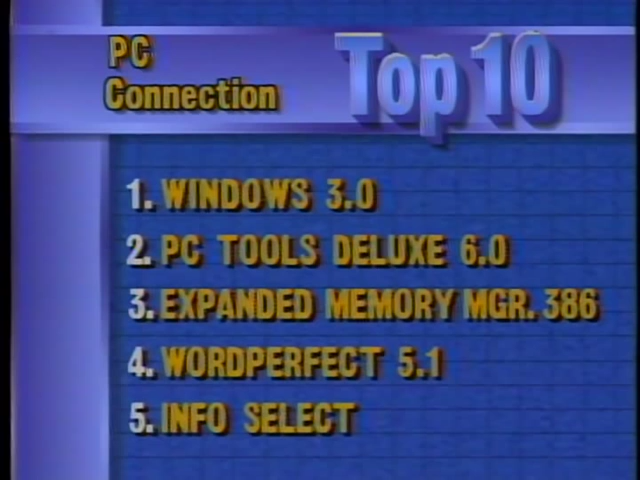 PC
Connection
Top 10
1. WINDOWS 3.0
2. PC TOOLS DELUXE 6.0
3. EXPANDED MEMORY MGR. 386
4. WORDPERFECT 5.1
5. INFO SELECT